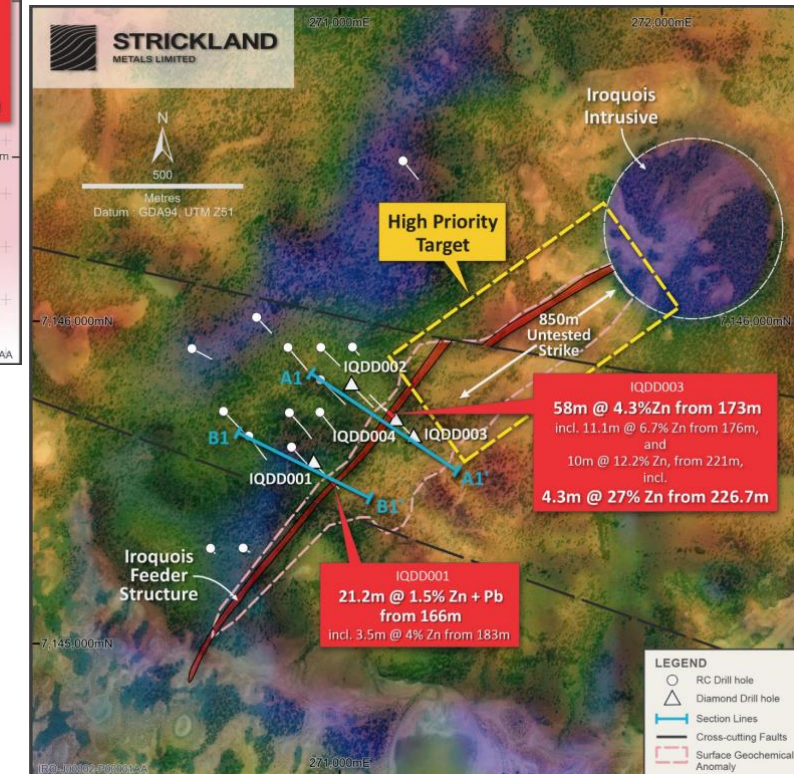 STRICKLAND
METALS LIMITED
271,000mE
272,000mE
N
500
Metres
Datum : GDA94, UTM Z51
Iroquois
Intrusive
High Priority
Target
7,146,000mN
7,146,000mN
850m
Untested
Strike
IQDD002
A1
IQDD004
IQDD003
A1'
B1
IQDD001
B1'
IQDD003
58m @ 4.3%Zn from 173m
incl. 11.1m @ 6.7% Zn from 176m,
and
10m @ 12.2% Zn, from 221m,
incl.
4.3m @ 27% Zn from 226.7m
IQDD001
21.2m @ 1.5% Zn + Pb
from 166m
incl. 3.5m @ 4% Zn from 183m
Iroquois
Feeder
Structure
7,145,000mN
271,000mE
LEGEND
RC Drill hole
Diamond Drill hole
Section Lines
Cross-cutting Faults
Surface Geochemical
Anomaly